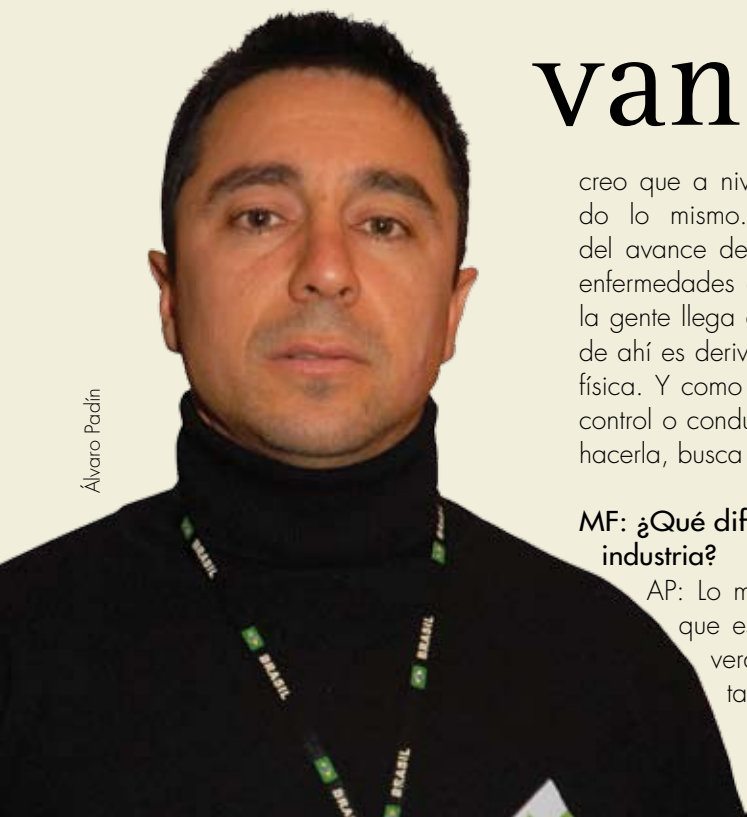 van
Álvaro Padín
creo que a niv
do lo mismo.
del avance de
enfermedades
la gente llega
de ahí es deriv
física. Y como
control o condu
hacerla, busca
MF: ¿Qué dif
industria?
AP: Lo m
que e
verd
ta
BRASIL
BRASIL
BRASIL
BRASIL
BRASIL